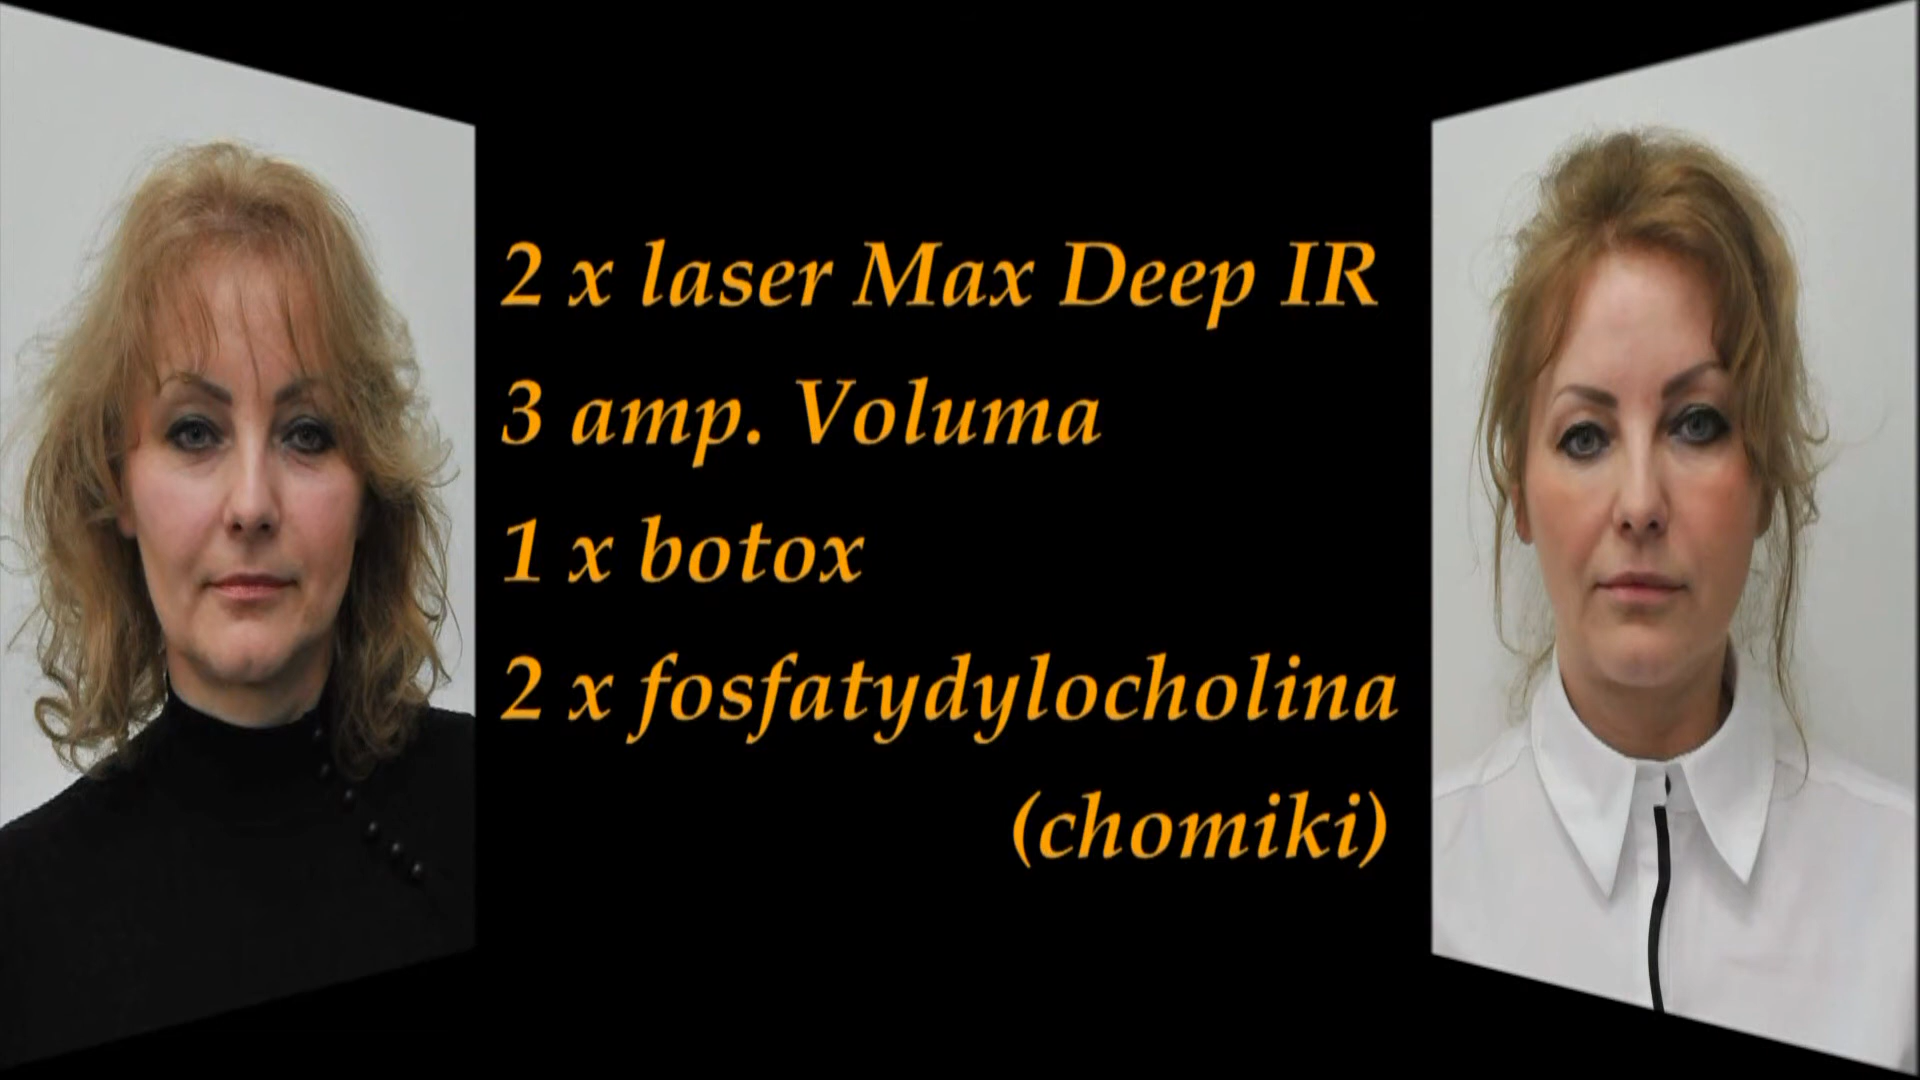 2 x laser Max Deep IR
3 amp. Voluma
1 x botox
2 x fosfatydylocholina
(chomiki)